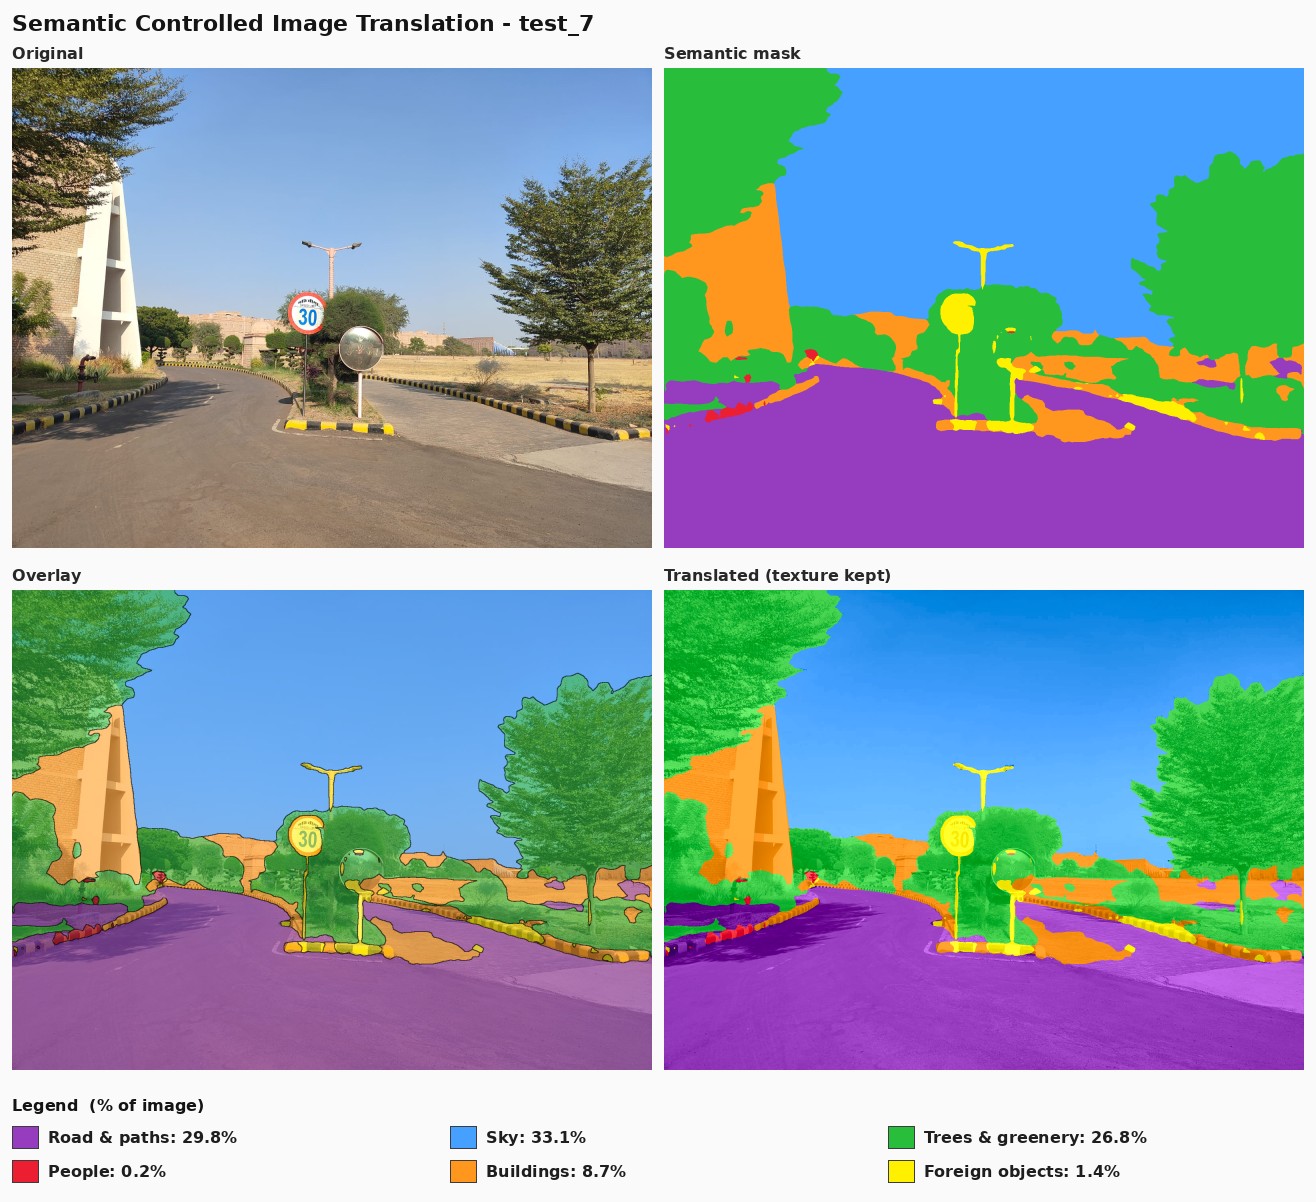 Semantic Controlled Image Translation - test_7
Original
Semantic mask
30
Overlay
Translated (texture kept)
30
30
Legend (% of image)
Road & paths: 29.8%
Sky: 33.1%
Trees & greenery: 26.8%
People: 0.2%
Buildings: 8.7%
Foreign objects: 1.4%